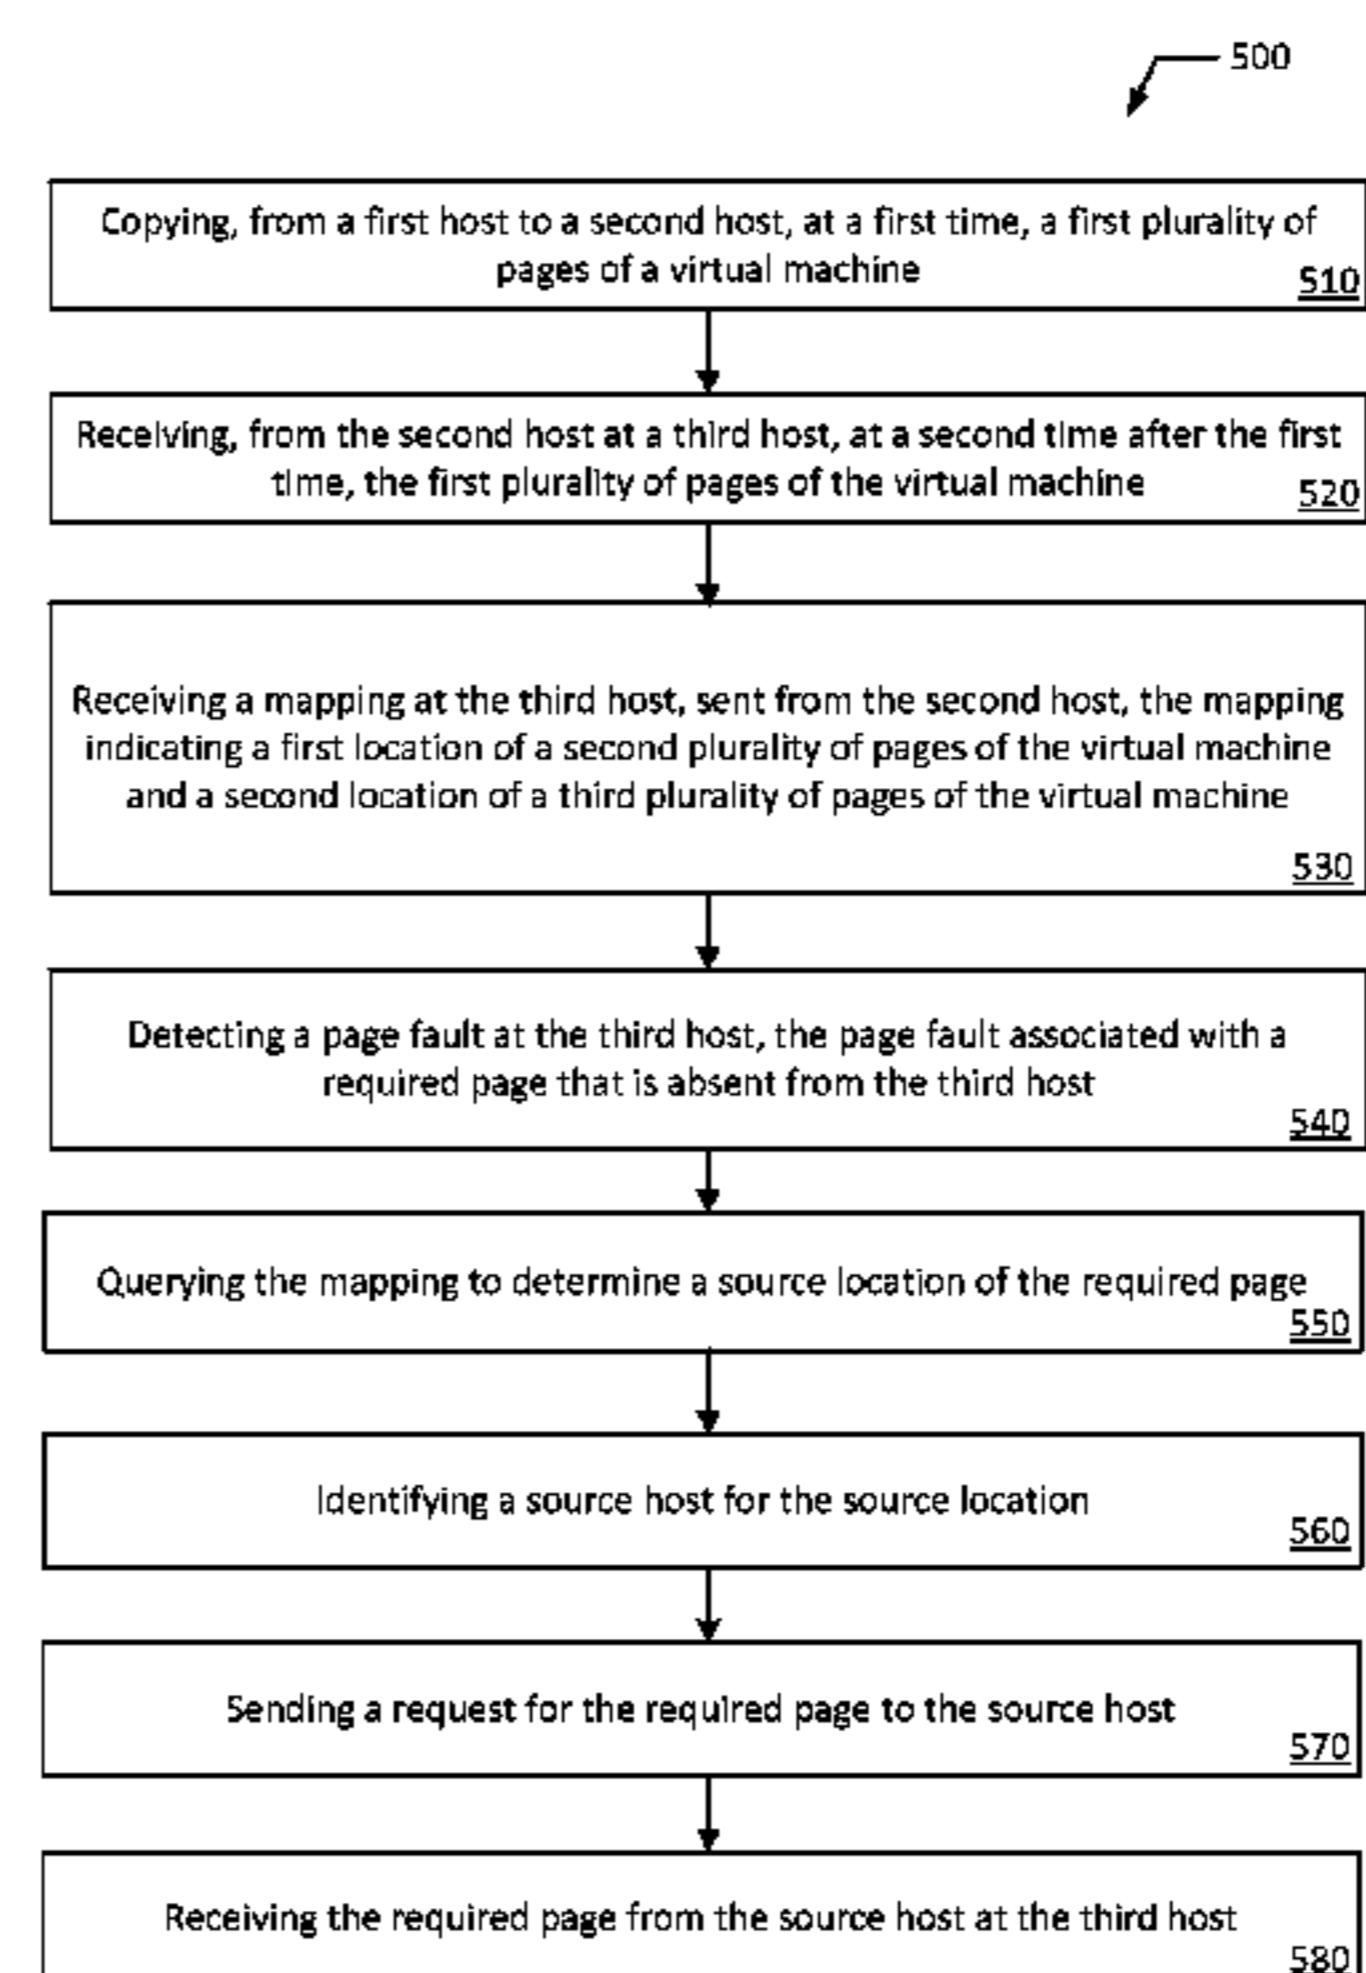 500
Copying, from a first host to a second host, at a first time, a first plurality of
pages of a virtual machine
510
Receiving, from the second host at a third host, at a second time after the first
time, the first plurality of pages of the virtual machine
520
Receiving a mapping at the third host, sent from the second host, the mapping
indicating a first location of a second plurality of pages of the virtual machine
and a second location of a third plurality of pages of the virtual machine
530
Detecting a page fault at the third host, the page fault associated with a
required page that is absent from the third host
540
Querying the mapping to determine a source location of the required page
550
Identifying a source host for the source location
560
Sending a request for the required page to the source host
570
Receiving the required page from the source host at the third host
580